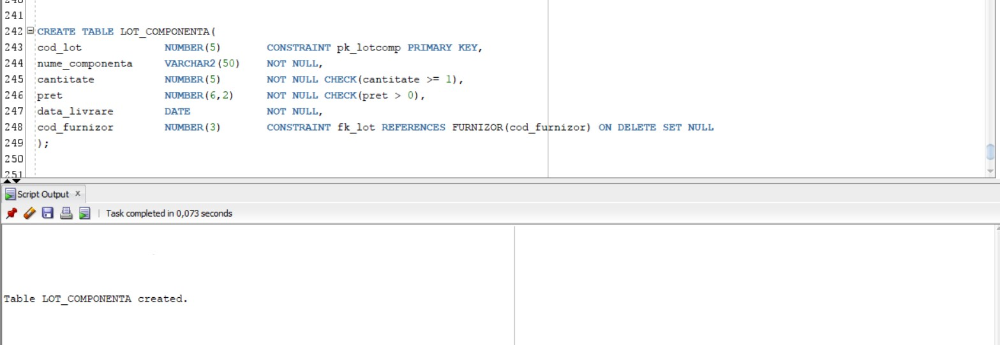 240
241
242 CREATE TABLE LOT_COMPONENTA(
243 cod_lot NUMBER(5) CONSTRAINT pk_lotcomp PRIMARY KEY,
244 nume_componenta VARCHAR2(50) NOT NULL,
245 cantitate NUMBER(5) NOT NULL CHECK(cantitate >= 1),
246 pret NUMBER(6,2) NOT NULL CHECK(pret > 0),
247 data_livrare DATE NOT NULL,
248 cod_furnizor NUMBER(3) CONSTRAINT fk_lot REFERENCES FURNIZOR(cod_furnizor) ON DELETE SET NULL
249 );
250
251
Script Output x
Task completed in 0,073 seconds
Table LOT_COMPONENTA created.